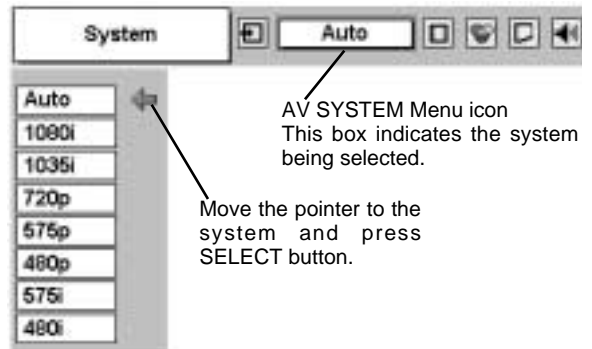 System
Auto
AV SYSTEM Menu icon
This box indicates the system
being selected.
Auto
1080i
1035i
720p
575p
480p
575i
480i
Move the pointer to the
system and press
SELECT button.